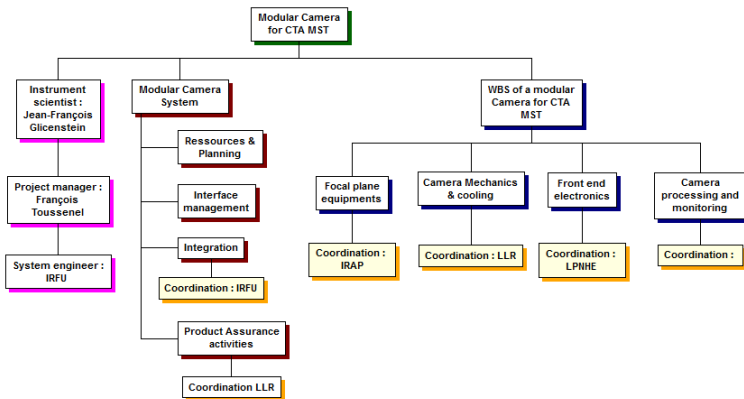 Modular Camera
for CTA MST
Instrument
scientist :
Jean-François
Glicenstein
Project manager :
François
Toussenel
System engineer :
IRFU
Modular Camera
System
Ressources &
Planning
Interface
management
Integration
Coordination : IRFU
Product Assurance
activities
Coordination LLR
WBS of a modular
Camera for CTA
MST
Focal plane
equipments
Coordination :
IRAP
Camera Mechanics
& cooling
Coordination : LLR
Front end
electronics
Coordination :
LPNHE
Camera
processing and
monitoring
Coordination :